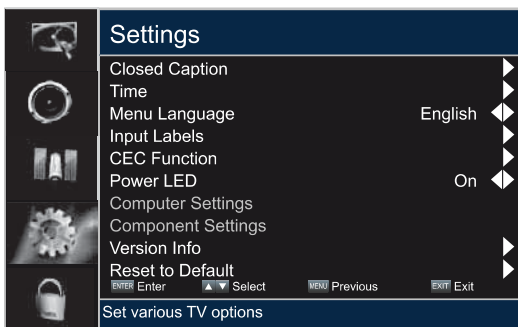 Settings
Closed Caption
Time
Menu Language English
Input Labels
CEC Function
Power LED On
Computer Settings
Component Settings
Version Info
Reset to Default
ENTER Enter Select MENU Previous EXIT Exit
Set various TV options